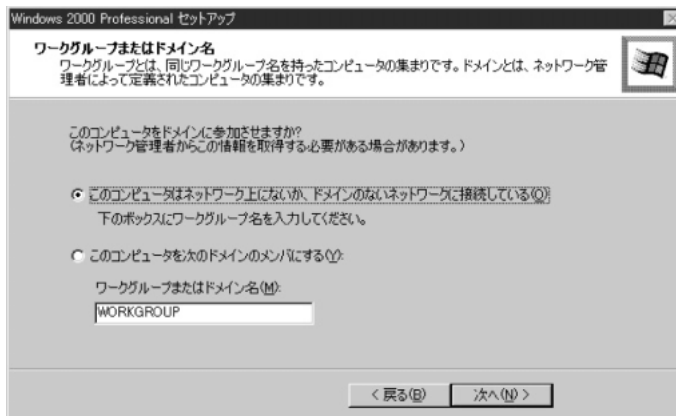 Windows 2000 Professional セットアップ
ワークグループまたはドメイン名
ワークグループとは、同じワークグループ名を持ったコンピュータの集まりです。ドメインとは、ネットワーク管
理者によって定義されたコンピュータの集まりです。
このコンピュータをドメインに参加させますか?
(ネットワーク管理者からこの情報を取得する必要がある場合があります。)
このコンピュータはネットワーク上にないか、ドメインのないネットワークに接続している(O)
下のボックスにワークグループ名を入力してください。
このコンピュータを次のドメインのメンバにする(Y):
ワークグループまたはドメイン名(M):
WORKGROUP
< 戻る(B)
次へ(N) >